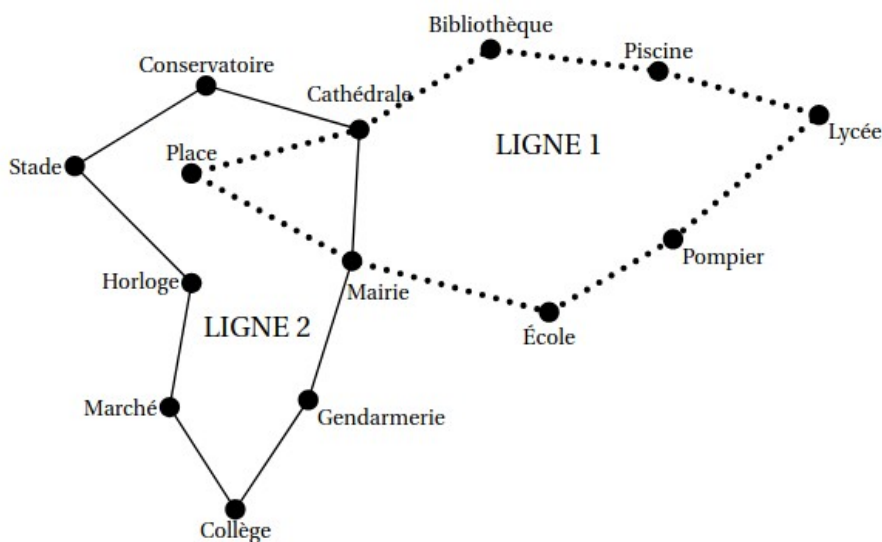 Bibliothèque
Piscine
Conservatoire
Cathédrale
Lycée
LIGNE 1
Place
Stade
Pompier
Horloge
Mairie
LIGNE 2
École
Marché
Gendarmerie
Collège